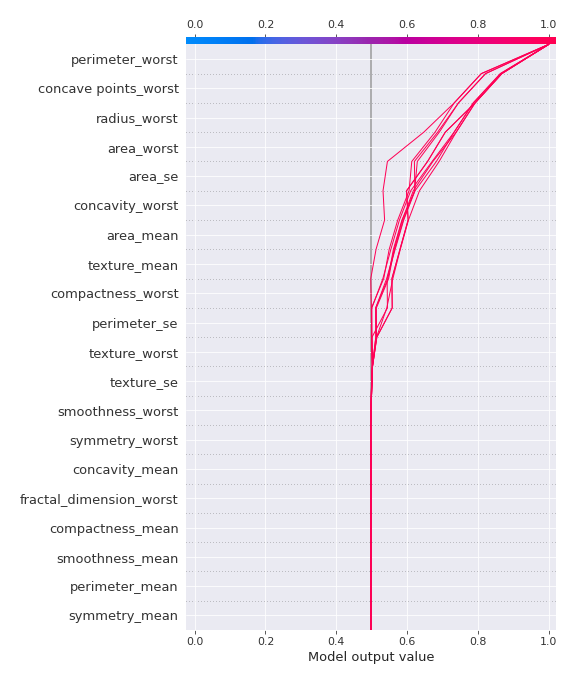 0.0 0.2 0.4 0.6 0.8 1.0
perimeter_worst
concave points_worst
radius_worst
area_worst
area_se
concavity_worst
area_mean
texture_mean
compactness_worst
perimeter_se
texture_worst
texture_se
smoothness_worst
symmetry_worst
concavity_mean
fractal_dimension_worst
compactness_mean
smoothness_mean
perimeter_mean
symmetry_mean
0.0 0.2 0.4 0.6 0.8 1.0
Model output value